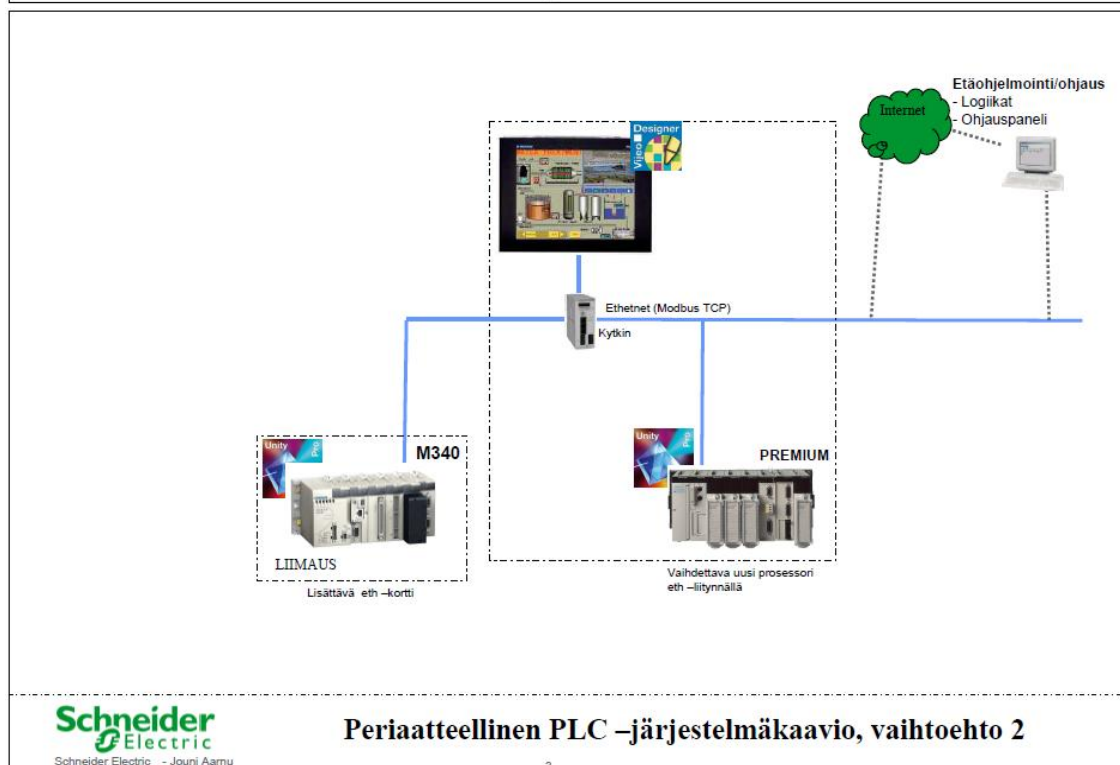 Etäohjelmointi/ohjaus
- Logiikat
- Ohjauspaneli
Internet
Vijeo Designer
Ethetnet (Modbus TCP)
Kytkin
Unity Pro
M340
LIIMAUS
Lisättävä eth –kortti
Unity Pro
PREMIUM
Vaihdettava uusi prosessori
eth –liitynnällä
Schneider
Electric
Schneider Electric - Jouni Aarnu
Periaatteellinen PLC –järjestelmäkaavio, vaihtoehto 2